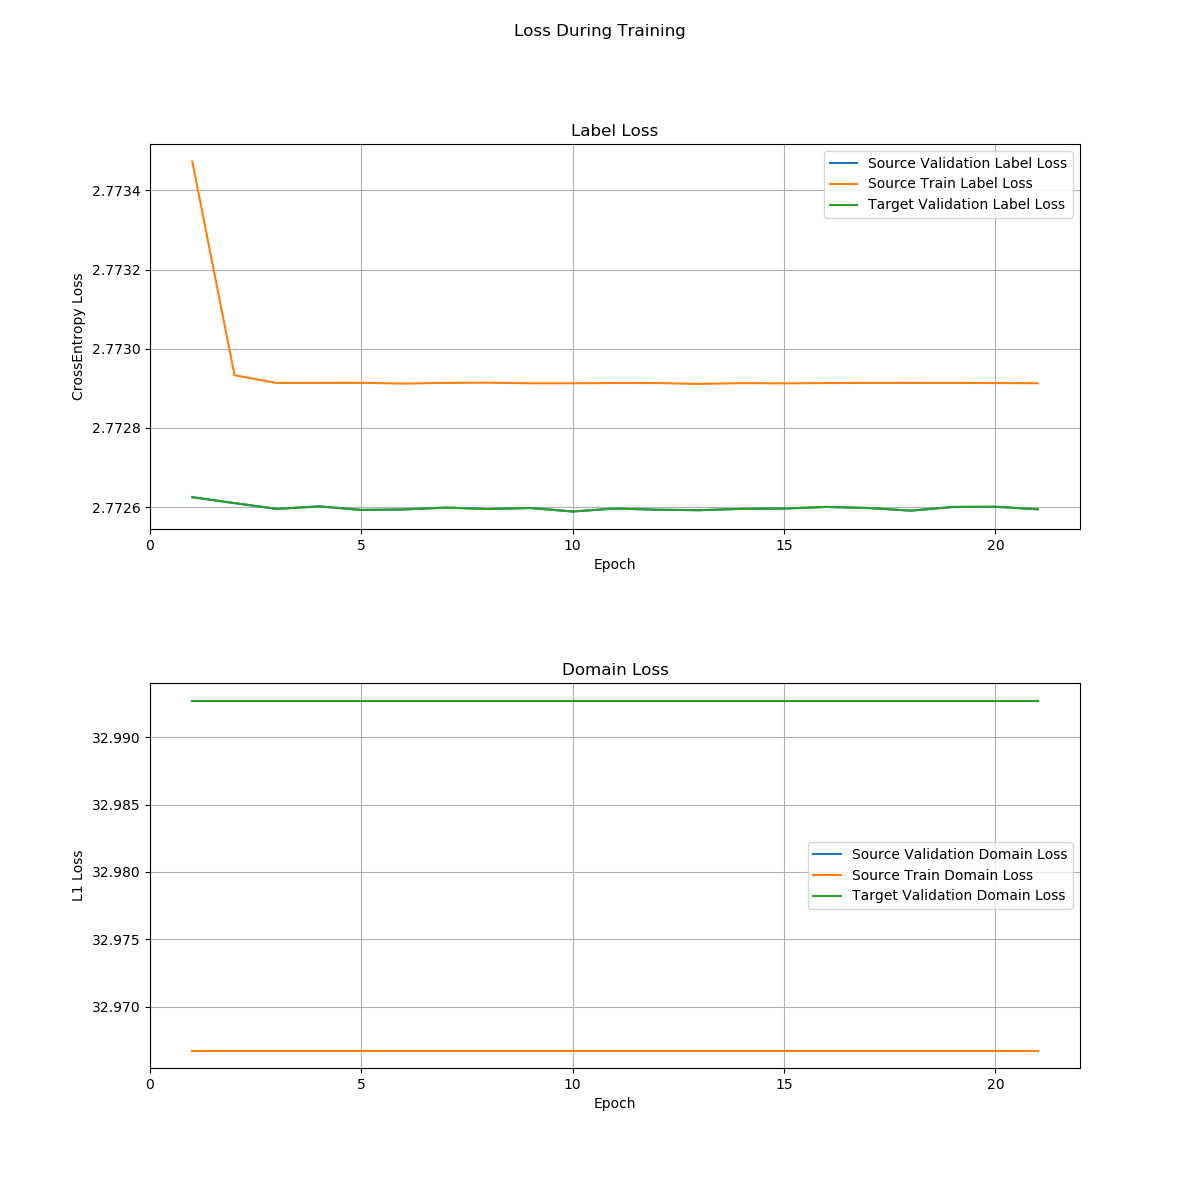 Loss During Training
Label Loss
Source Validation Label Loss
Source Train Label Loss
Target Validation Label Loss
2.7734
2.7732
2.7730
2.7728
2.7726
CrossEntropy Loss
0 5 10 15 20
Epoch
Domain Loss
32.990
32.985
32.980
32.975
32.970
L1 Loss
Source Validation Domain Loss
Source Train Domain Loss
Target Validation Domain Loss
0 5 10 15 20
Epoch